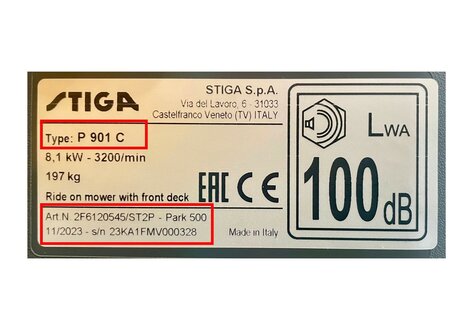 STIGA
STIGA S.p.A.
Via del Lavoro, 6 - 31033
Castelfranco Veneto (TV) ITALY
Type: P 901 C
8,1 kW - 3200/min
197 kg
Ride on mower with front deck
Art.N. 2F6120545/ST2P - Park 500
11/2023 - s/n 23KA1FMV000328
EAC CE
Made in Italy
LWA
100 dB